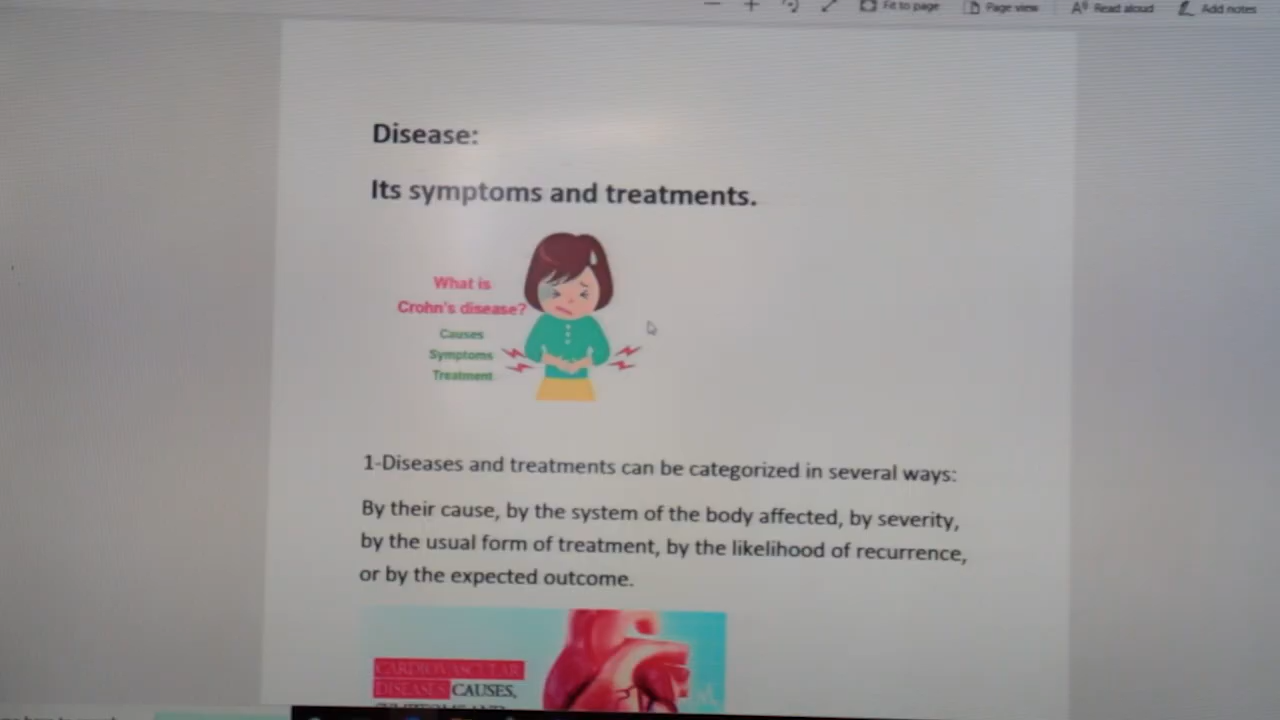 Fit to page Page view Read aloud Add notes
Disease:
Its symptoms and treatments.
What is
Crohn's disease?
Causes
Symptoms
Treatment
1-Diseases and treatments can be categorized in several ways:
By their cause, by the system of the body affected, by severity,
by the usual form of treatment, by the likelihood of recurrence,
or by the expected outcome.
CARDIOVASCULAR
DISEASES CAUSES,